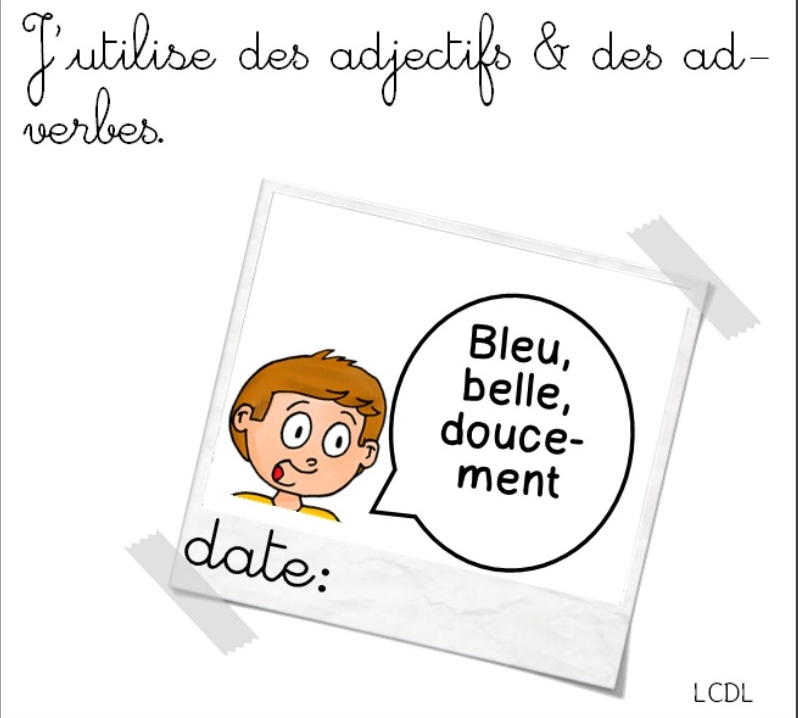 J'utilise des adjectifs & des ad-
verbes.
Bleu,
belle,
douce-
ment
date:
LCDL